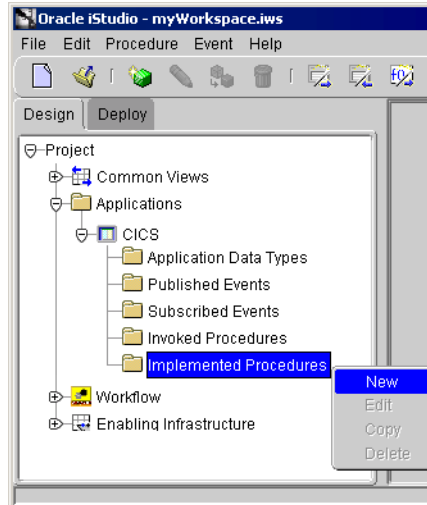 Oracle iStudio - myWorkspace.iws
File Edit Procedure Event Help
f()
Design Deploy
Project
Common Views
Applications
CICS
Application Data Types
Published Events
Subscribed Events
Invoked Procedures
Implemented Procedures
New
Edit
Copy
Delete
Workflow
Enabling Infrastructure